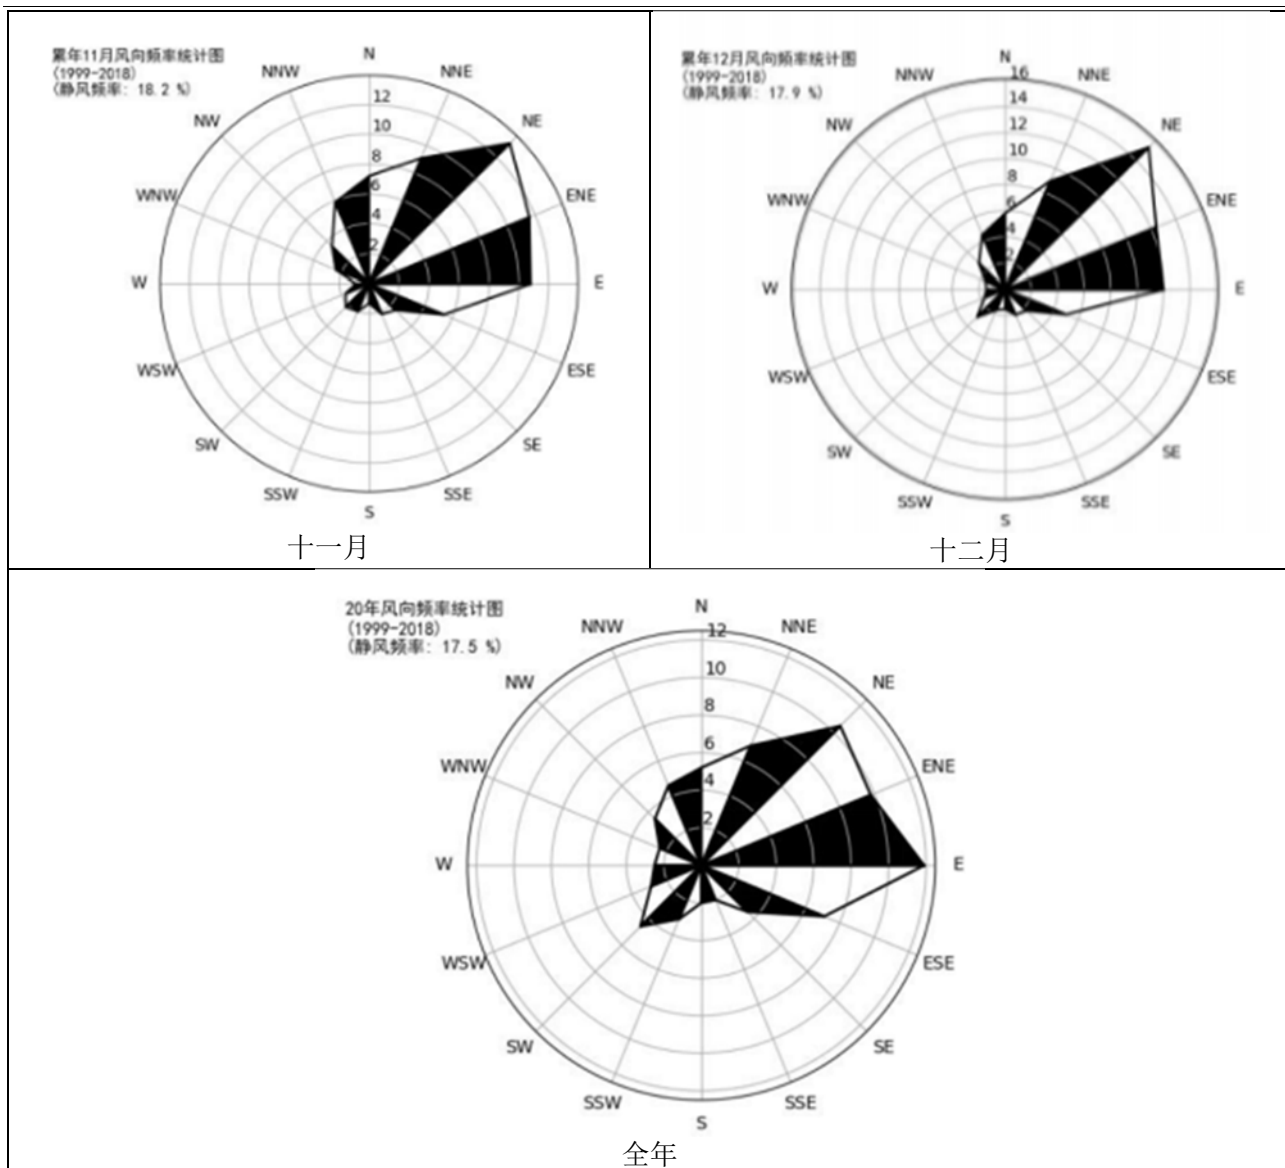 累年11月风向频率统计图
(1999-2018)
(静风频率: 18.2 %)
N
NNE
NE
ENE
E
ESE
SE
SSE
S
SSW
SW
WSW
W
WNW
NW
NNW
12
10
8
6
4
2
十一月
累年12月风向频率统计图
(1999-2018)
(静风频率: 17.9 %)
N
NNE
NE
ENE
E
ESE
SE
SSE
S
SSW
SW
WSW
W
WNW
NW
NNW
16
14
12
10
8
6
4
2
十二月
20年风向频率统计图
(1999-2018)
(静风频率: 17.5 %)
N
NNE
NE
ENE
E
ESE
SE
SSE
S
SSW
SW
WSW
W
WNW
NW
NNW
12
10
8
6
4
2
全年